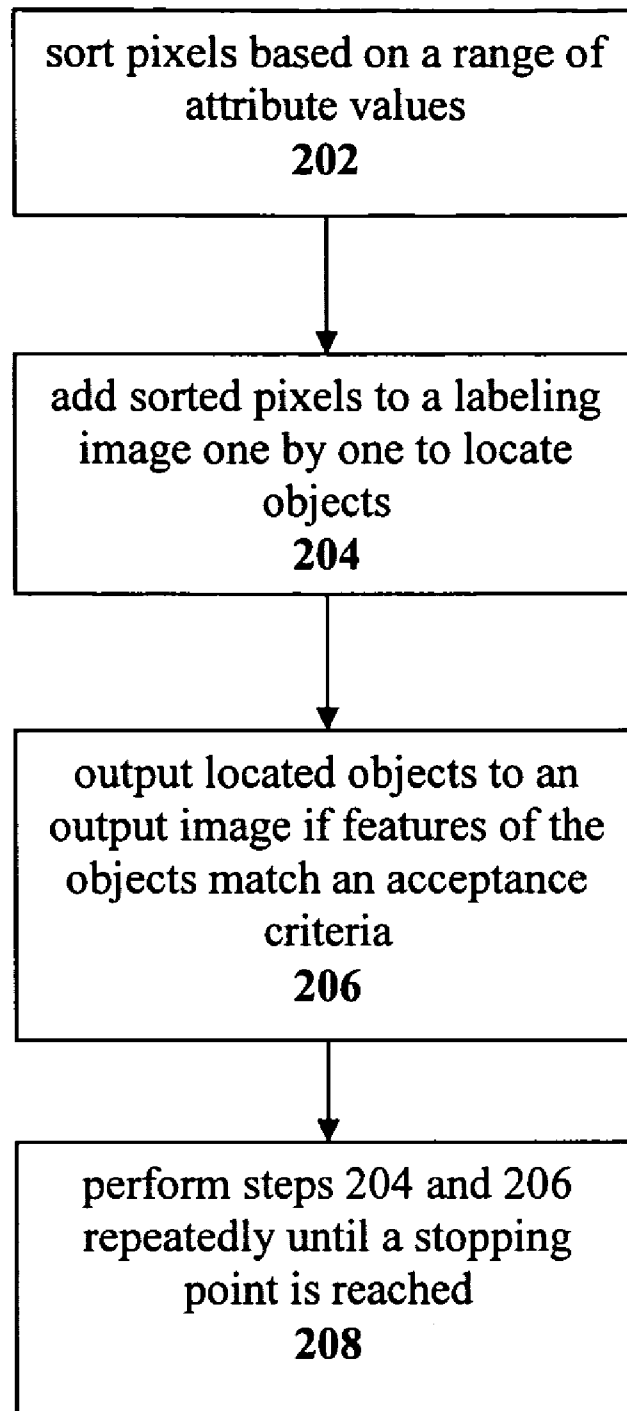 sort pixels based on a range of
attribute values
202
add sorted pixels to a labeling
image one by one to locate
objects
204
output located objects to an
output image if features of the
objects match an acceptance
criteria
206
perform steps 204 and 206
repeatedly until a stopping
point is reached
208